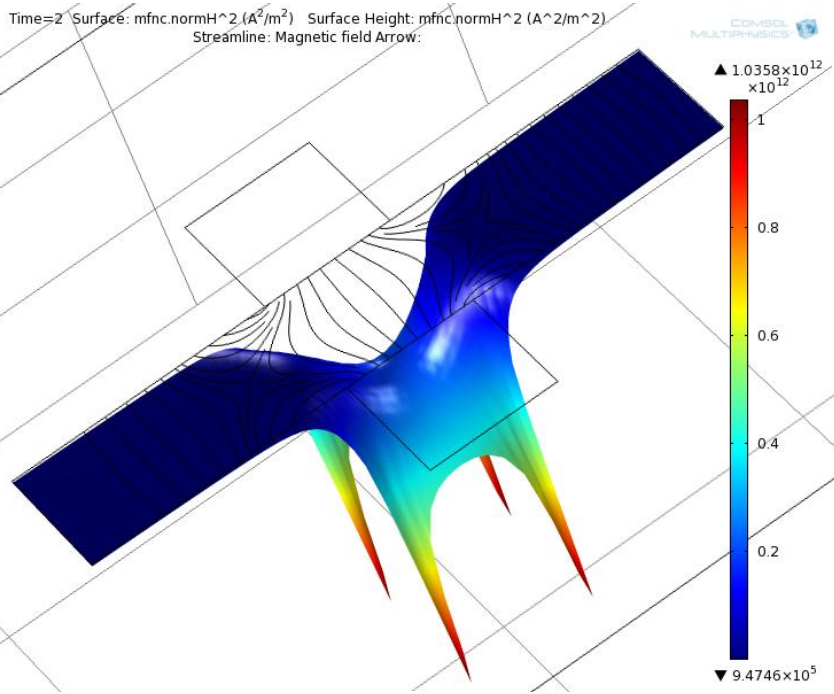 Time=2 Surface: mfnc.normH^2 (A²/m²) Surface Height: mfnc.normH^2 (A^2/m^2)
Streamline: Magnetic field Arrow:
COMSOL
MULTIPHYSICS®
▲ 1.0358×10¹²
×10¹²
1
0.8
0.6
0.4
0.2
▼ 9.4746×10⁵